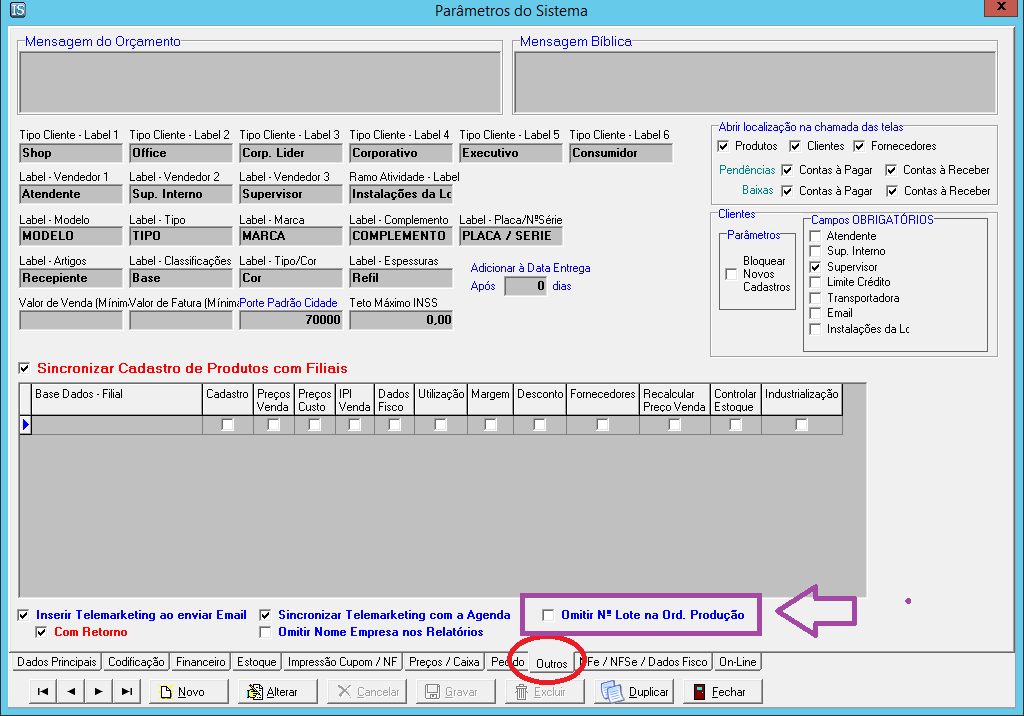 TS
Parâmetros do Sistema
x
Mensagem do Orçamento
Mensagem Bíblica
Tipo Cliente - Label 1 Tipo Cliente - Label 2 Tipo Cliente - Label 3 Tipo Cliente - Label 4 Tipo Cliente - Label 5 Tipo Cliente - Label 6
Shop Office Corp. Lider Corporativo Executivo Consumidor
Label - Vendedor 1 Label - Vendedor 2 Label - Vendedor 3 Ramo Atividade - Label
Atendente Sup. Interno Supervisor Instalações da Lc
Label - Modelo Label - Tipo Label - Marca Label - Complemento Label - Placa/NºSérie
MODELO TIPO MARCA COMPLEMENTO PLACA / SERIE
Label - Artigos Label - Classificações Label - Tipo/Cor Label - Espessuras
Recepiente Base Cor Refil
Adicionar à Data Entrega
Após 0 dias
Valor de Venda (Mínim Valor de Fatura (Mínima Porte Padrão Cidade Teto Máximo INSS
70000 0,00
Abrir localização na chamada das telas
Produtos Clientes Fornecedores
Pendências Contas à Pagar Contas à Receber
Baixas Contas à Pagar Contas à Receber
Clientes
Parâmetros
Bloquear
Novos
Cadastros
Campos OBRIGATÓRIOS
Atendente
Sup. Interno
Supervisor
Limite Crédito
Transportadora
Email
Instalações da Lc
Sincronizar Cadastro de Produtos com Filiais
Base Dados - Filial Cadastro Preços Venda Preços Custo IPI Venda Dados Fisco Utilização Margem Desconto Fornecedores Recalcular Preço Venda Controlar Estoque Industrialização
Inserir Telemarketing ao enviar Email Sincronizar Telemarketing com a Agenda Omitir Nº Lote na Ord. Produção
Com Retorno Omitir Nome Empresa nos Relatórios
Dados Principais Codificação Financeiro Estoque Impressão Cupom / NF Preços / Caixa Pedido Outros NFe / NFSe / Dados Fisco On-Line
Novo Alterar Cancelar Gravar Excluir Duplicar Fechar